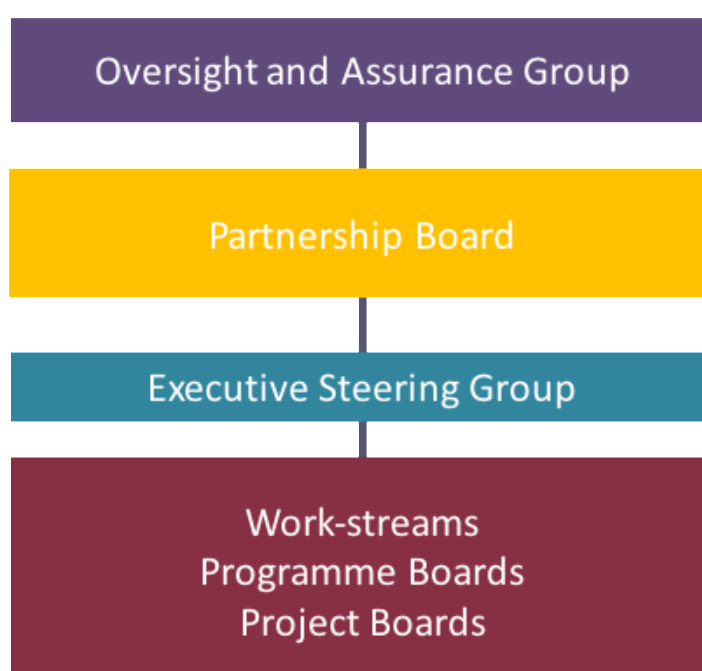 Oversight and Assurance Group
Partnership Board
Executive Steering Group
Work-streams
Programme Boards
Project Boards